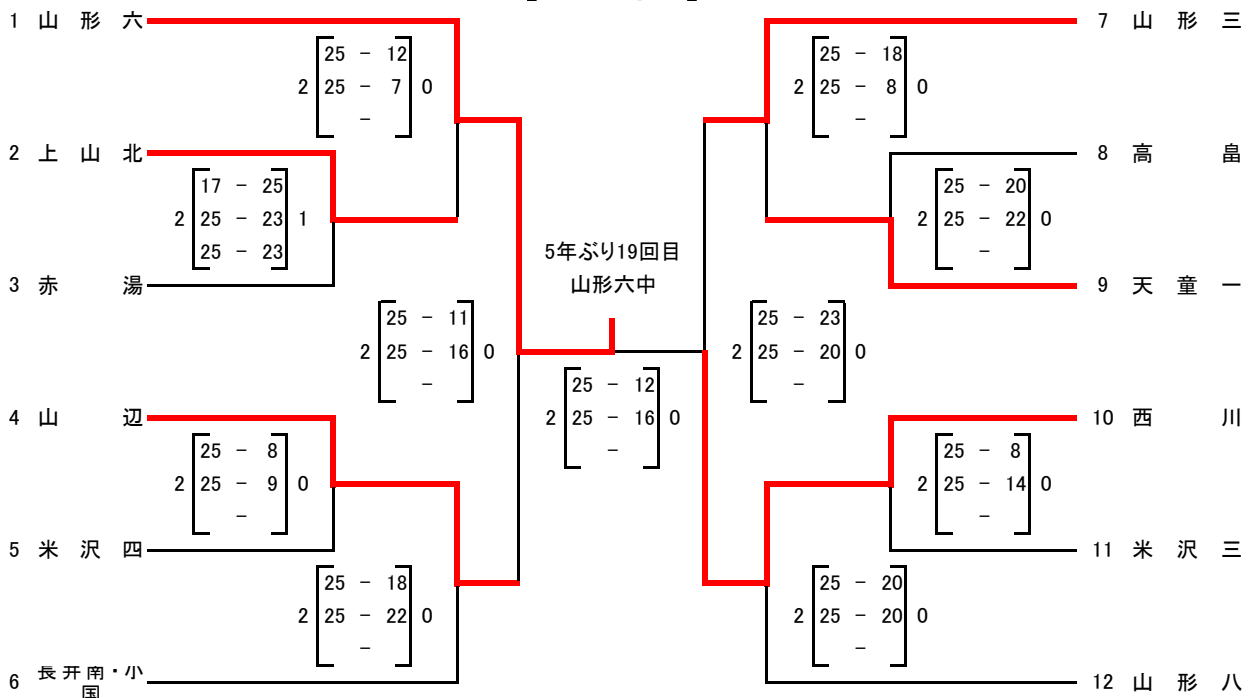 1 山 形 六
25 - 12
2 25 - 7 0
-
2 上 山 北
17 - 25
2 25 - 23 1
25 - 23
3 赤 湯
25 - 11
2 25 - 16 0
-
4 山 辺
25 - 8
2 25 - 9 0
-
5 米 沢 四
25 - 18
2 25 - 22 0
-
6 長井南・小
国
5年ぶり19回目
山形六中
25 - 12
2 25 - 16 0
-
7 山 形 三
25 - 18
2 25 - 8 0
-
8 高 畠
25 - 20
2 25 - 22 0
-
9 天 童 一
25 - 23
2 25 - 20 0
-
10 西 川
25 - 8
2 25 - 14 0
-
11 米 沢 三
25 - 20
2 25 - 20 0
-
12 山 形 八